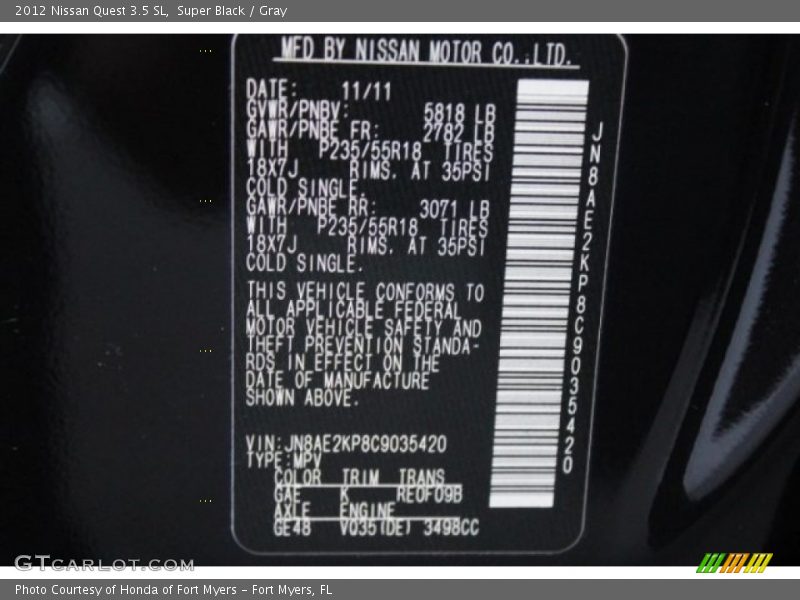 2012 Nissan Quest 3.5 SL, Super Black / Gray
MFD BY NISSAN MOTOR CO.,LTD.
DATE: 11/11
GVWR/PNBV: 5818 LB
GAWR/PNBE FR: 2782 LB
WITH P235/55R18 TIRES
18X7J RIMS. AT 35PSI
COLD SINGLE.
GAWR/PNBE RR: 3071 LB
WITH P235/55R18 TIRES
18X7J RIMS. AT 35PSI
COLD SINGLE.
THIS VEHICLE CONFORMS TO
ALL APPLICABLE FEDERAL
MOTOR VEHICLE SAFETY AND
THEFT PREVENTION STANDA-
RDS IN EFFECT ON THE
DATE OF MANUFACTURE
SHOWN ABOVE.
VIN:JN8AE2KP8C9035420
TYPE:MPV
COLOR TRIM TRANS
GAE K RE0F09B
AXLE ENGINE
GE48 VQ35(DE) 3498CC
JN8AE2KP8C9035420
GTCARLOT.COM
Photo Courtesy of Honda of Fort Myers - Fort Myers, FL